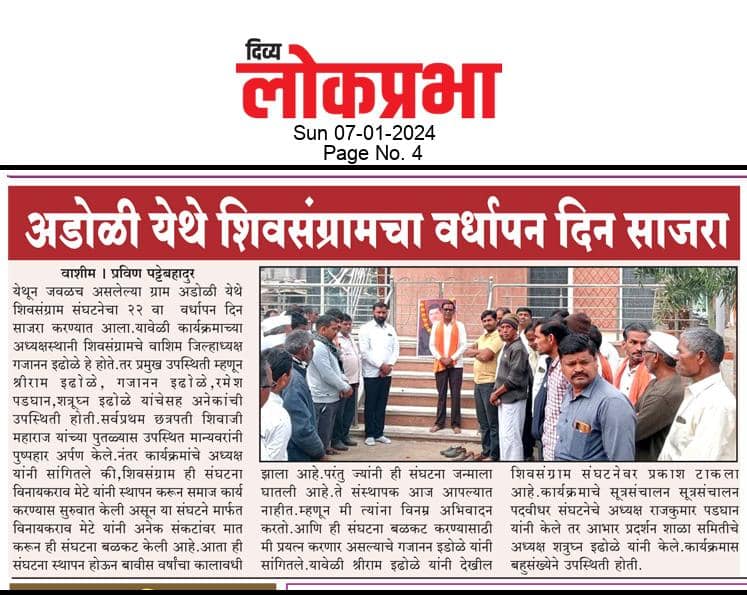 दिव्य
लोकप्रभा
Sun 07-01-2024
Page No. 4
अडोळी येथे शिवसंग्रामचा वर्धापन दिन साजरा
वाशीम । प्रविण पट्टेबहादुर
येथून जवळच असलेल्या ग्राम अडोळी येथे
शिवसंग्राम संघटनेचा २२ वा वर्धापन दिन
साजरा करण्यात आला.यावेळी कार्यक्रमाच्या
अध्यक्षस्थानी शिवसंग्रामचे वाशिम जिल्हाध्यक्ष
गजानन इढोळे हे होते.तर प्रमुख उपस्थिती म्हणून
श्रीराम इढोळे, गजानन इढोळे,रमेश
पडघान,शत्रूघ्न इढोळे यांचेसह अनेकांची
उपस्थिती होती.सर्वप्रथम छत्रपती शिवाजी
महाराज यांच्या पुतळ्यास उपस्थित मान्यवरांनी
पुष्पहार अर्पण केले.नंतर कार्यक्रमांचे अध्यक्ष
यांनी सांगितले की,शिवसंग्राम ही संघटना
विनायकराव मेटे यांनी स्थापन करून समाज कार्य
करण्यास सुरुवात केली असून या संघटने मार्फत
विनायकराव मेटे यांनी अनेक संकटांवर मात
करून ही संघटना बळकट केली आहे.आता ही
संघटना स्थापन होऊन बावीस वर्षांचा कालावधी
झाला आहे.परंतु ज्यांनी ही संघटना जन्माला
घातली आहे.ते संस्थापक आज आपल्यात
नाहीत.म्हणून मी त्यांना विनम्र अभिवादन
करतो.आणि ही संघटना बळकट करण्यासाठी
मी प्रयत्न करणार असल्याचे गजानन इडोळे यांनी
सांगितले.यावेळी श्रीराम इढोळे यांनी देखील
शिवसंग्राम संघटनेवर प्रकाश टाकला
आहे.कार्यक्रमाचे सूत्रसंचालन सूत्रसंचालन
पदवीधर संघटनेचे अध्यक्ष राजकुमार पडघान
यांनी केले तर आभार प्रदर्शन शाळा समितीचे
अध्यक्ष शत्रुघ्न इढोळे यांनी केले.कार्यक्रमास
बहुसंख्येने उपस्थिती होती.